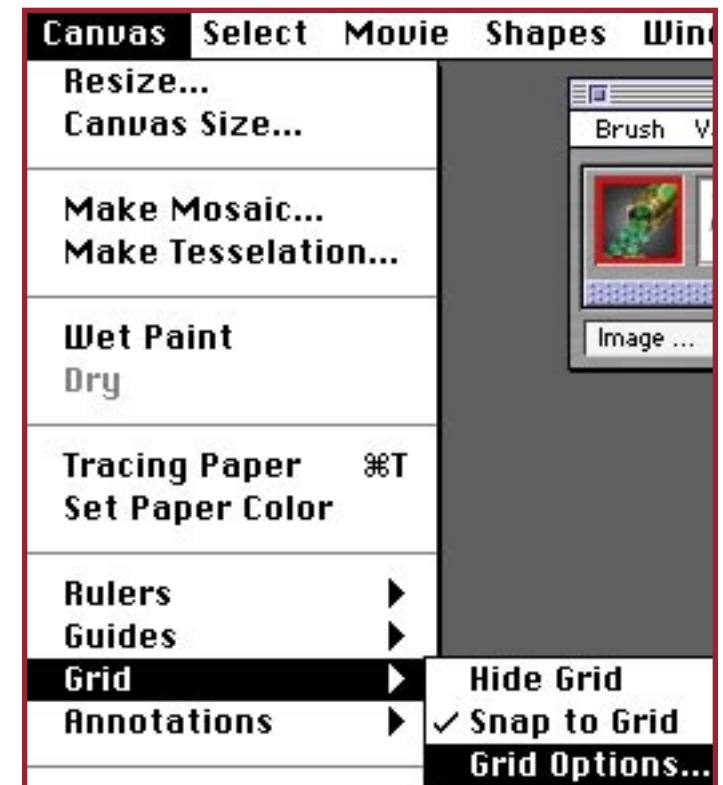 Canvas Select Movie Shapes Win
Resize...
Canvas Size...
Make Mosaic...
Make Tesselation...
Wet Paint
Dry
Tracing Paper ⌘T
Set Paper Color
Rulers
Guides
Grid
Annotations
Hide Grid
✓ Snap to Grid
Grid Options...
Brush V
Image ...